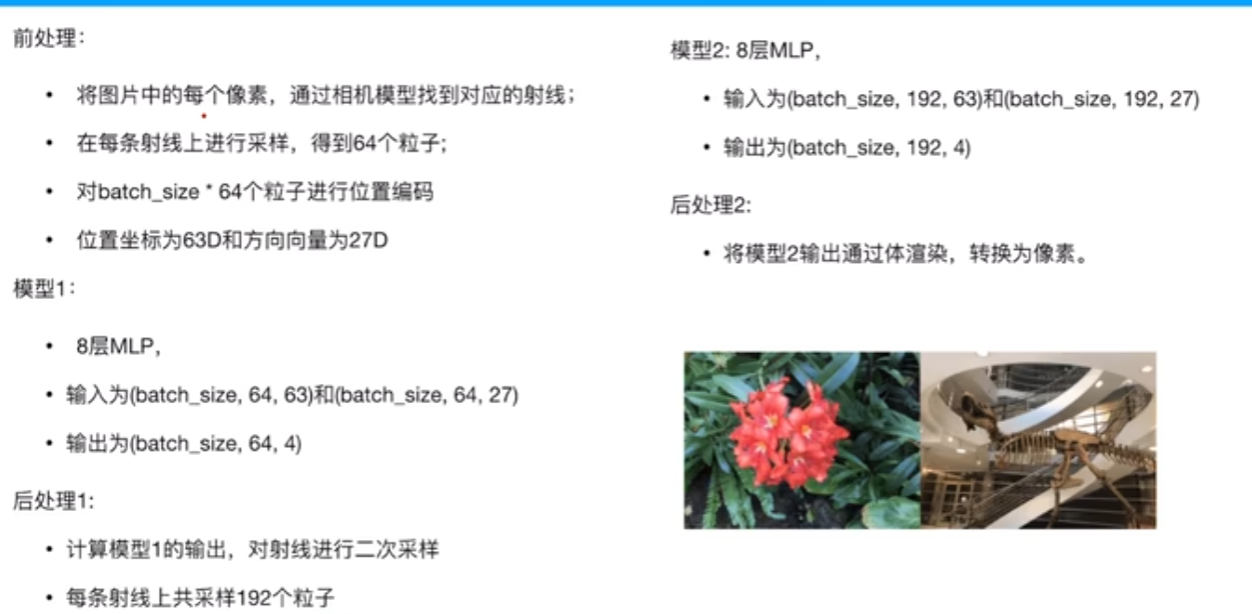 前处理：
• 将图片中的每个像素，通过相机模型找到对应的射线；
• 在每条射线上进行采样，得到64个粒子;
• 对batch_size * 64个粒子进行位置编码
• 位置坐标为63D和方向向量为27D
模型1：
• 8层MLP,
• 输入为(batch_size, 64, 63)和(batch_size, 64, 27)
• 输出为(batch_size, 64, 4)
后处理1:
• 计算模型1的输出，对射线进行二次采样
• 每条射线上共采样192个粒子
模型2: 8层MLP,
• 输入为(batch_size, 192, 63)和(batch_size, 192, 27)
• 输出为(batch_size, 192, 4)
后处理2:
• 将模型2输出通过体渲染，转换为像素。